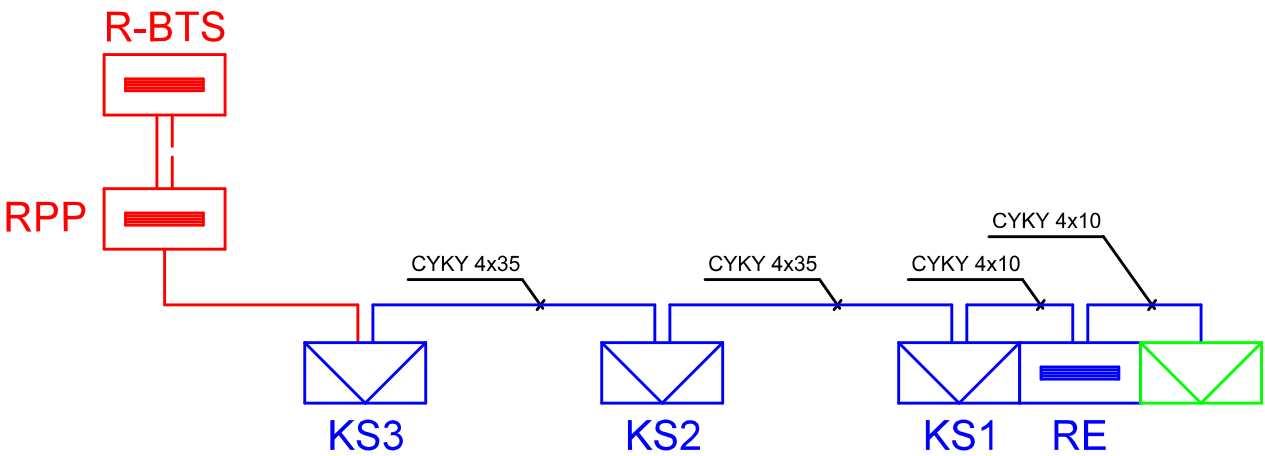 R-BTS
RPP
CYKY 4x10
CYKY 4x35
CYKY 4x35
CYKY 4x10
KS3
KS2
KS1
RE